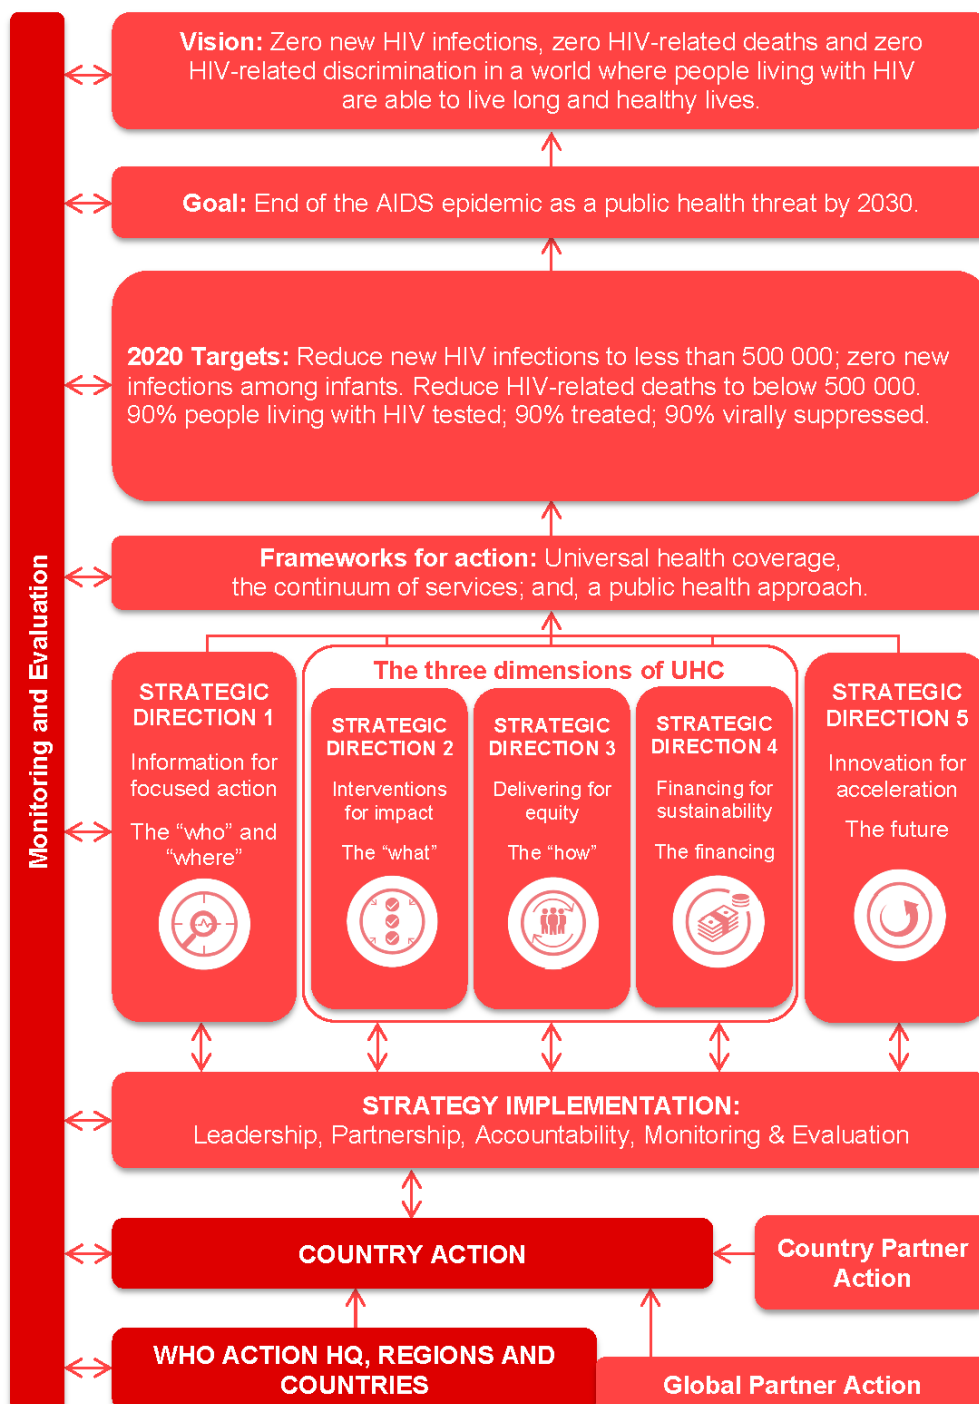 Monitoring and Evaluation
Vision: Zero new HIV infections, zero HIV-related deaths and zero
HIV-related discrimination in a world where people living with HIV
are able to live long and healthy lives.
Goal: End of the AIDS epidemic as a public health threat by 2030.
2020 Targets: Reduce new HIV infections to less than 500 000; zero new
infections among infants. Reduce HIV-related deaths to below 500 000.
90% people living with HIV tested; 90% treated; 90% virally suppressed.
Frameworks for action: Universal health coverage,
the continuum of services; and, a public health approach.
STRATEGIC
DIRECTION 1
Information for
focused action
The “who” and
“where”
The three dimensions of UHC
STRATEGIC
DIRECTION 2
Interventions
for impact
The “what”
STRATEGIC
DIRECTION 3
Delivering for
equity
The “how”
STRATEGIC
DIRECTION 4
Financing for
sustainability
The financing
STRATEGIC
DIRECTION 5
Innovation for
acceleration
The future
STRATEGY IMPLEMENTATION:
Leadership, Partnership, Accountability, Monitoring & Evaluation
COUNTRY ACTION
Country Partner
Action
WHO ACTION HQ, REGIONS AND
COUNTRIES
Global Partner Action